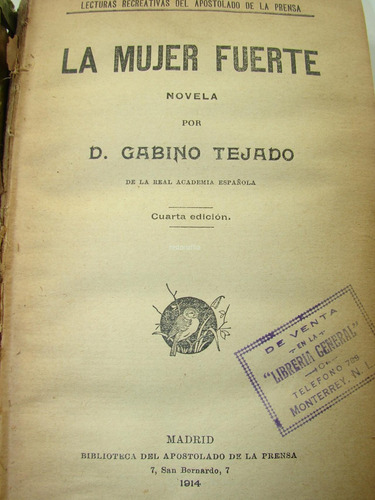 LECTURAS RECREATIVAS DEL APOSTOLADO DE LA PRENSA
LA MUJER FUERTE
NOVELA
POR
D. GABINO TEJADO
DE LA REAL ACADEMIA ESPAÑOLA
Cuarta edición.
DE VENTA
EN LA
"LIBRERIA GENERAL"
TELEFONO 725
MONTERREY, N. L.
MADRID
BIBLIOTECA DEL APOSTOLADO DE LA PRENSA
7, San Bernardo, 7
1914